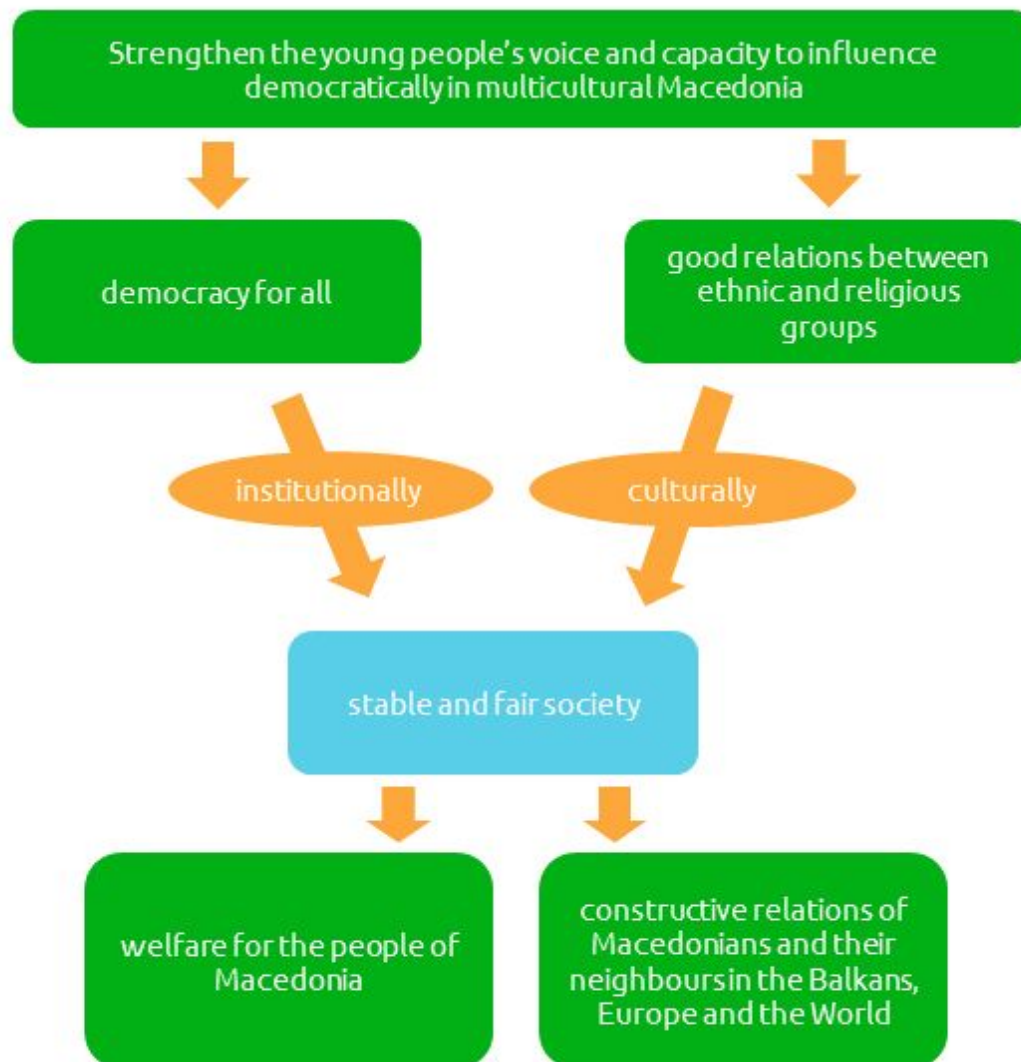 Strengthen the young people's voice and capacity to influence
democratically in multicultural Macedonia
democracy for all
good relations between
ethnic and religious
groups
institutionally
culturally
stable and fair society
welfare for the people of
Macedonia
constructive relations of
Macedonians and their
neighbours in the Balkans,
Europe and the World